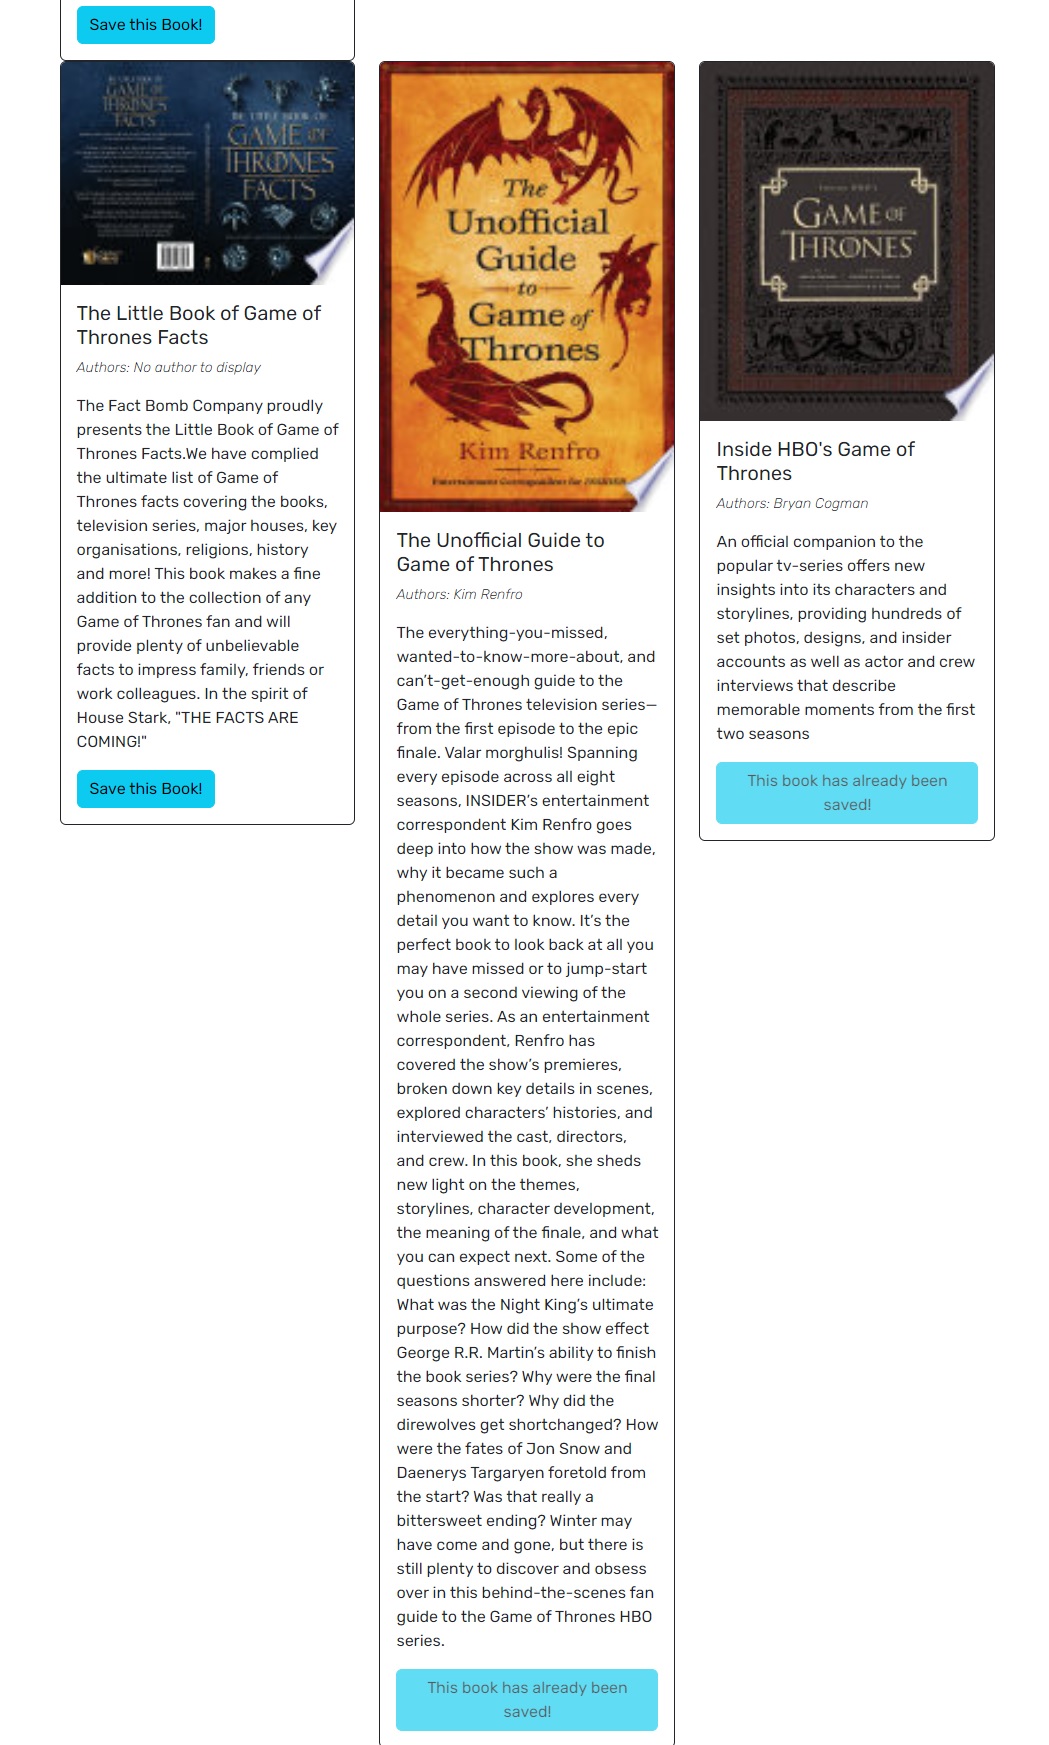 Save this Book!
GAME OF
THRONES
FACTS
THE LITTLE BOOK OF
GAME OF
THRONES
FACTS
The Little Book of Game of
Thrones Facts
Authors: No author to display
The Fact Bomb Company proudly
presents the Little Book of Game of
Thrones Facts.We have complied
the ultimate list of Game of
Thrones facts covering the books,
television series, major houses, key
organisations, religions, history
and more! This book makes a fine
addition to the collection of any
Game of Thrones fan and will
provide plenty of unbelievable
facts to impress family, friends or
work colleagues. In the spirit of
House Stark, "THE FACTS ARE
COMING!"
Save this Book!
The
Unofficial
Guide
to
Game of
Thrones
Kim Renfro
Entertainment Correspondent for INSIDER
The Unofficial Guide to
Game of Thrones
Authors: Kim Renfro
The everything-you-missed,
wanted-to-know-more-about, and
can’t-get-enough guide to the
Game of Thrones television series—
from the first episode to the epic
finale. Valar morghulis! Spanning
every episode across all eight
seasons, INSIDER’s entertainment
correspondent Kim Renfro goes
deep into how the show was made,
why it became such a
phenomenon and explores every
detail you want to know. It’s the
perfect book to look back at all you
may have missed or to jump-start
you on a second viewing of the
whole series. As an entertainment
correspondent, Renfro has
covered the show’s premieres,
broken down key details in scenes,
explored characters’ histories, and
interviewed the cast, directors,
and crew. In this book, she sheds
new light on the themes,
storylines, character development,
the meaning of the finale, and what
you can expect next. Some of the
questions answered here include:
What was the Night King’s ultimate
purpose? How did the show effect
George R.R. Martin’s ability to finish
the book series? Why were the final
seasons shorter? Why did the
direwolves get shortchanged? How
were the fates of Jon Snow and
Daenerys Targaryen foretold from
the start? Was that really a
bittersweet ending? Winter may
have come and gone, but there is
still plenty to discover and obsess
over in this behind-the-scenes fan
guide to the Game of Thrones HBO
series.
This book has already been
saved!
INSIDE HBO'S
GAME OF
THRONES
Inside HBO's Game of
Thrones
Authors: Bryan Cogman
An official companion to the
popular tv-series offers new
insights into its characters and
storylines, providing hundreds of
set photos, designs, and insider
accounts as well as actor and crew
interviews that describe
memorable moments from the first
two seasons
This book has already been
saved!